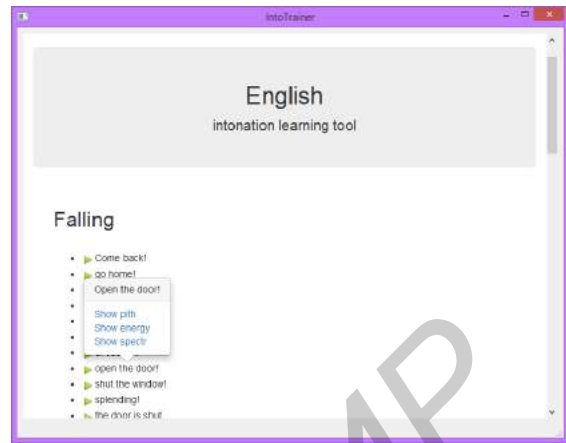 IntoTrainer
English
intonation learning tool
Falling
Come back!
go home!
Open the door!
Show pith
Show energy
Show spectr
open the door!
shut the window!
splending!
the door is shut
MP